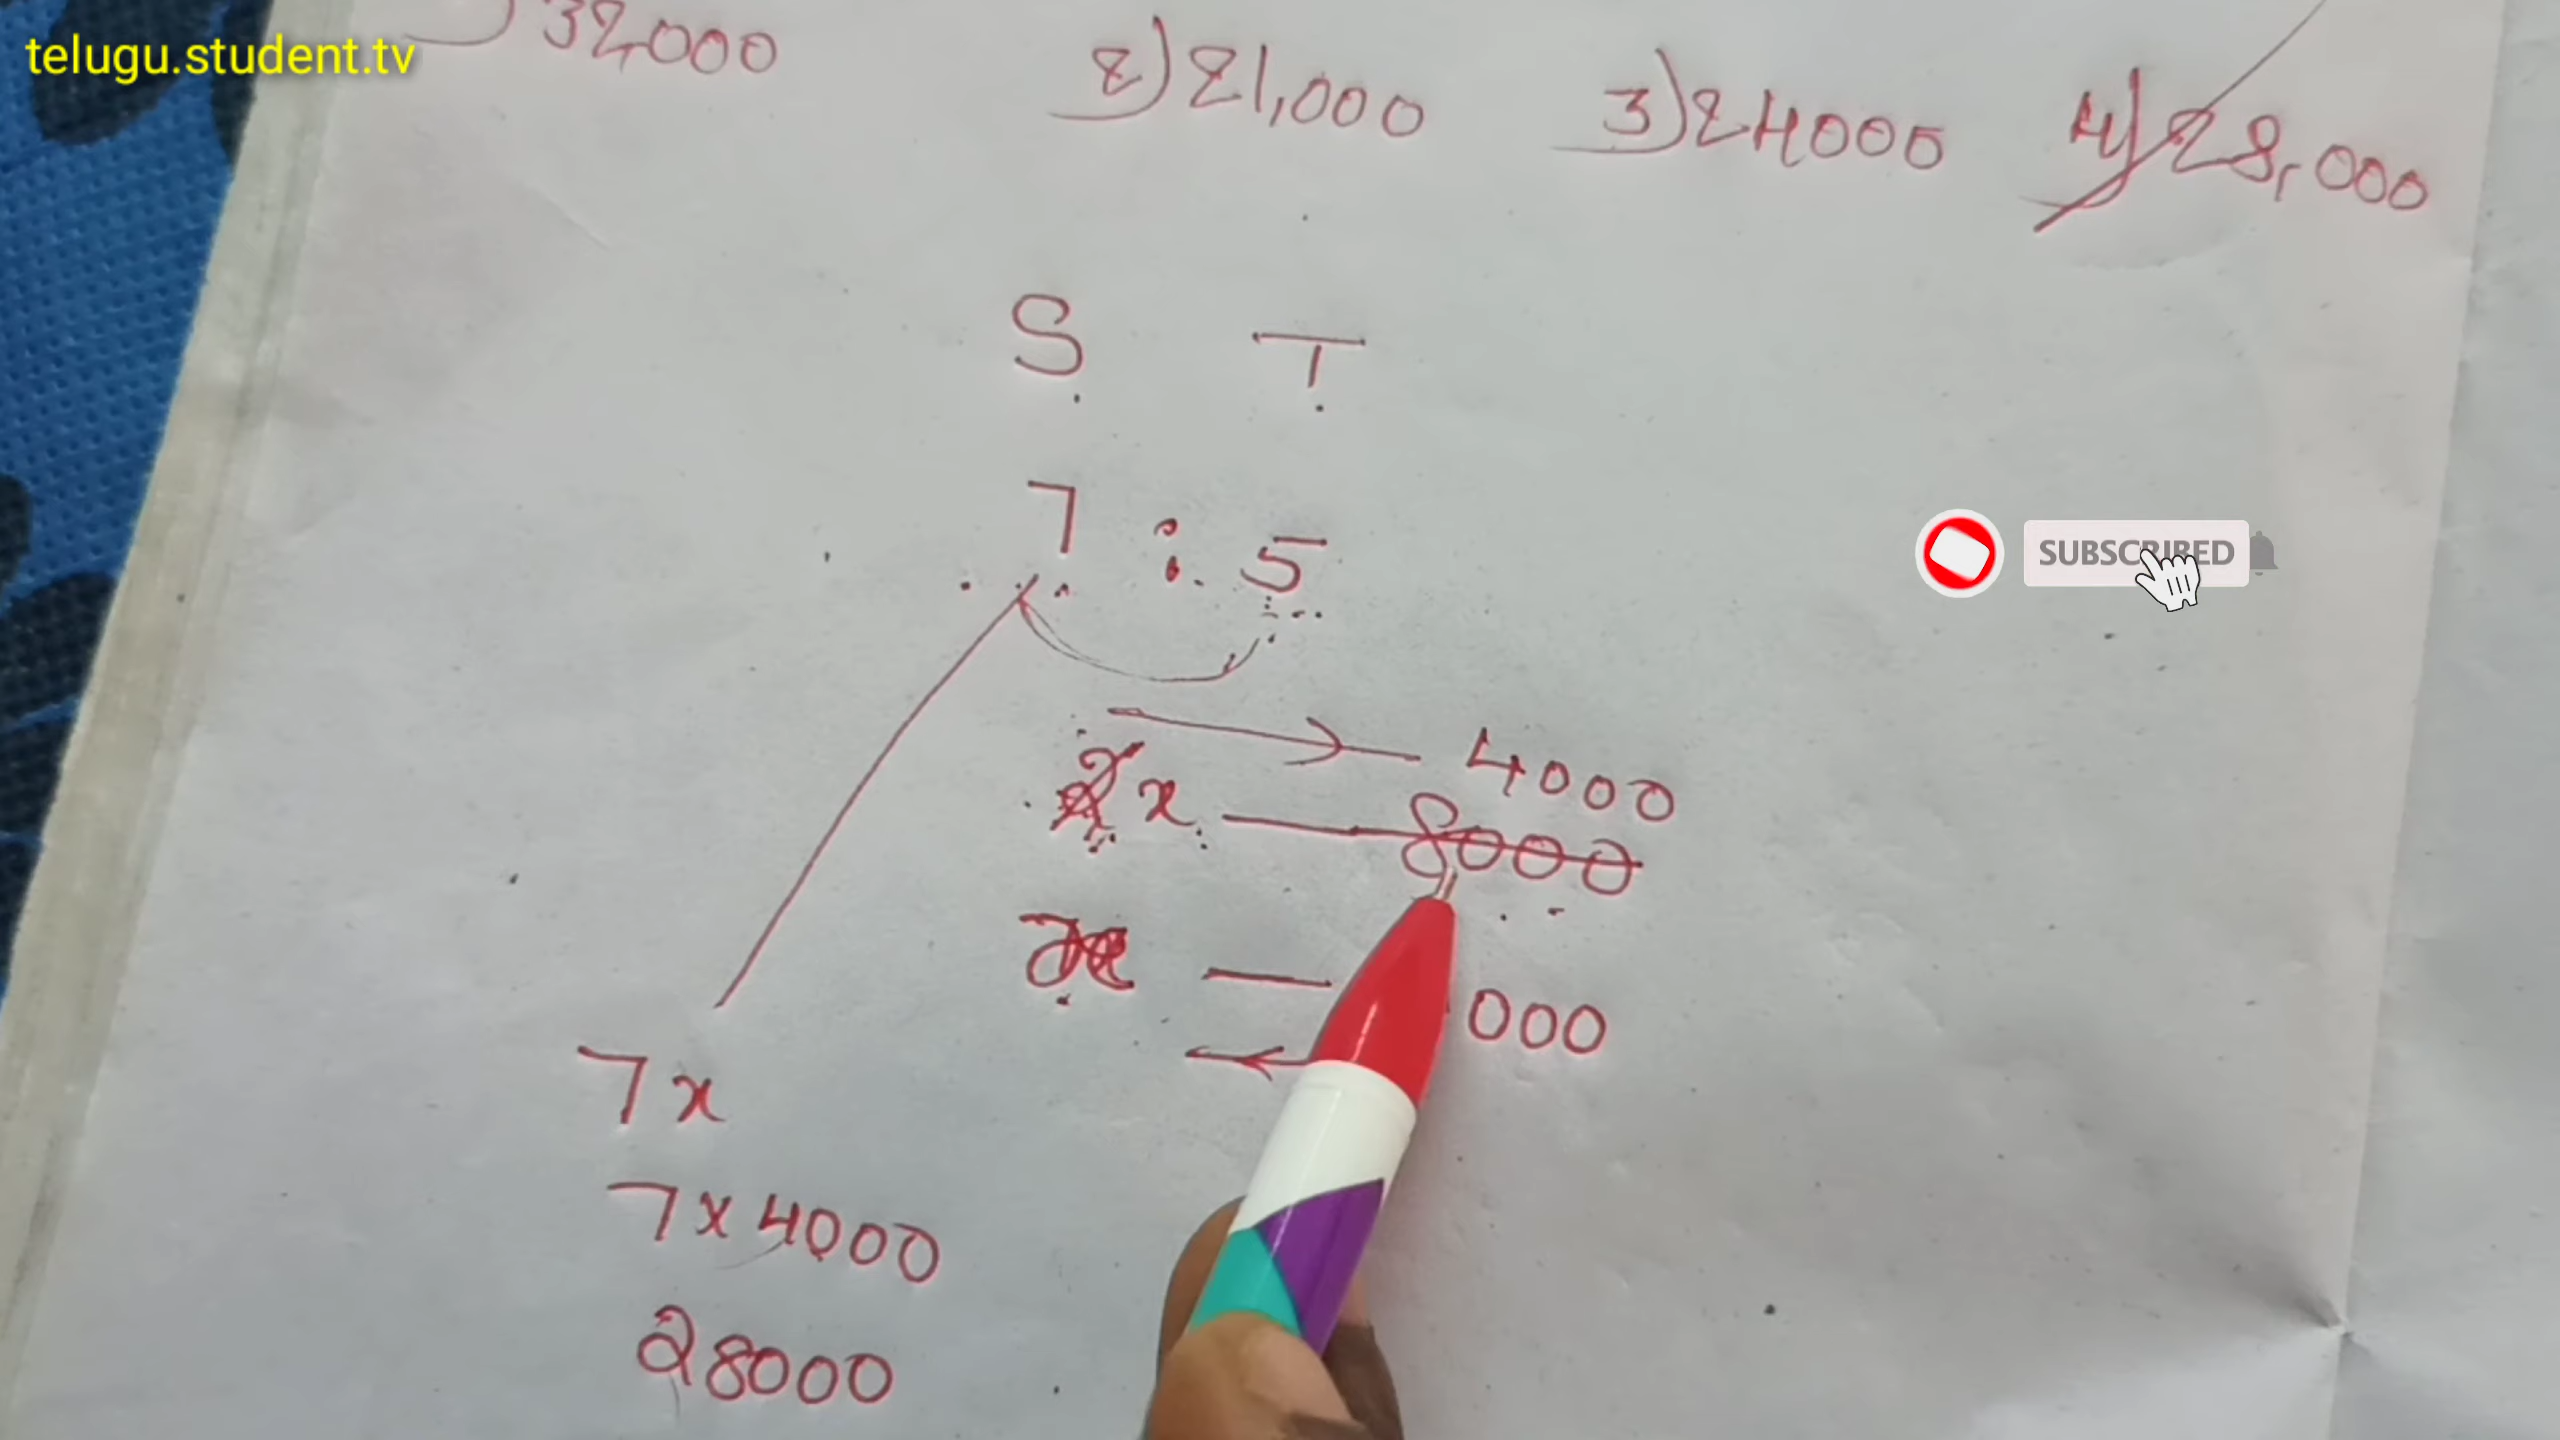 telugu.student.tv
32,000 2) 21,000 3) 24000 4) 28,000
S T
7 : 5
SUBSCRIBED
4000
2x — 8000
— 000
7x
7x4000
28000